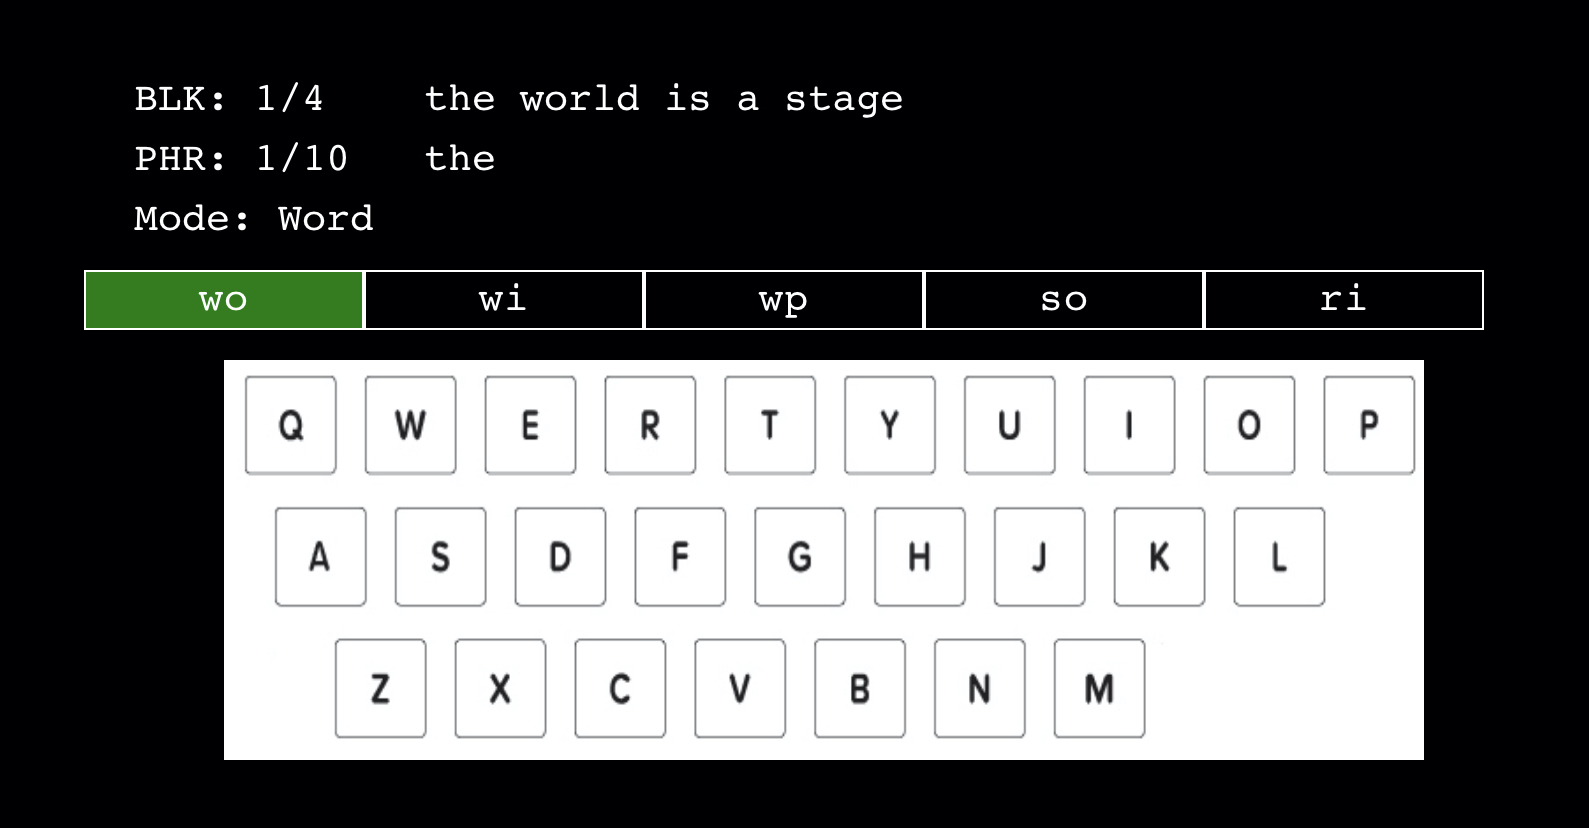 BLK: 1/4 the world is a stage
PHR: 1/10 the
Mode: Word
wo wi wp so ri
Q W E R T Y U I O P
A S D F G H J K L
Z X C V B N M